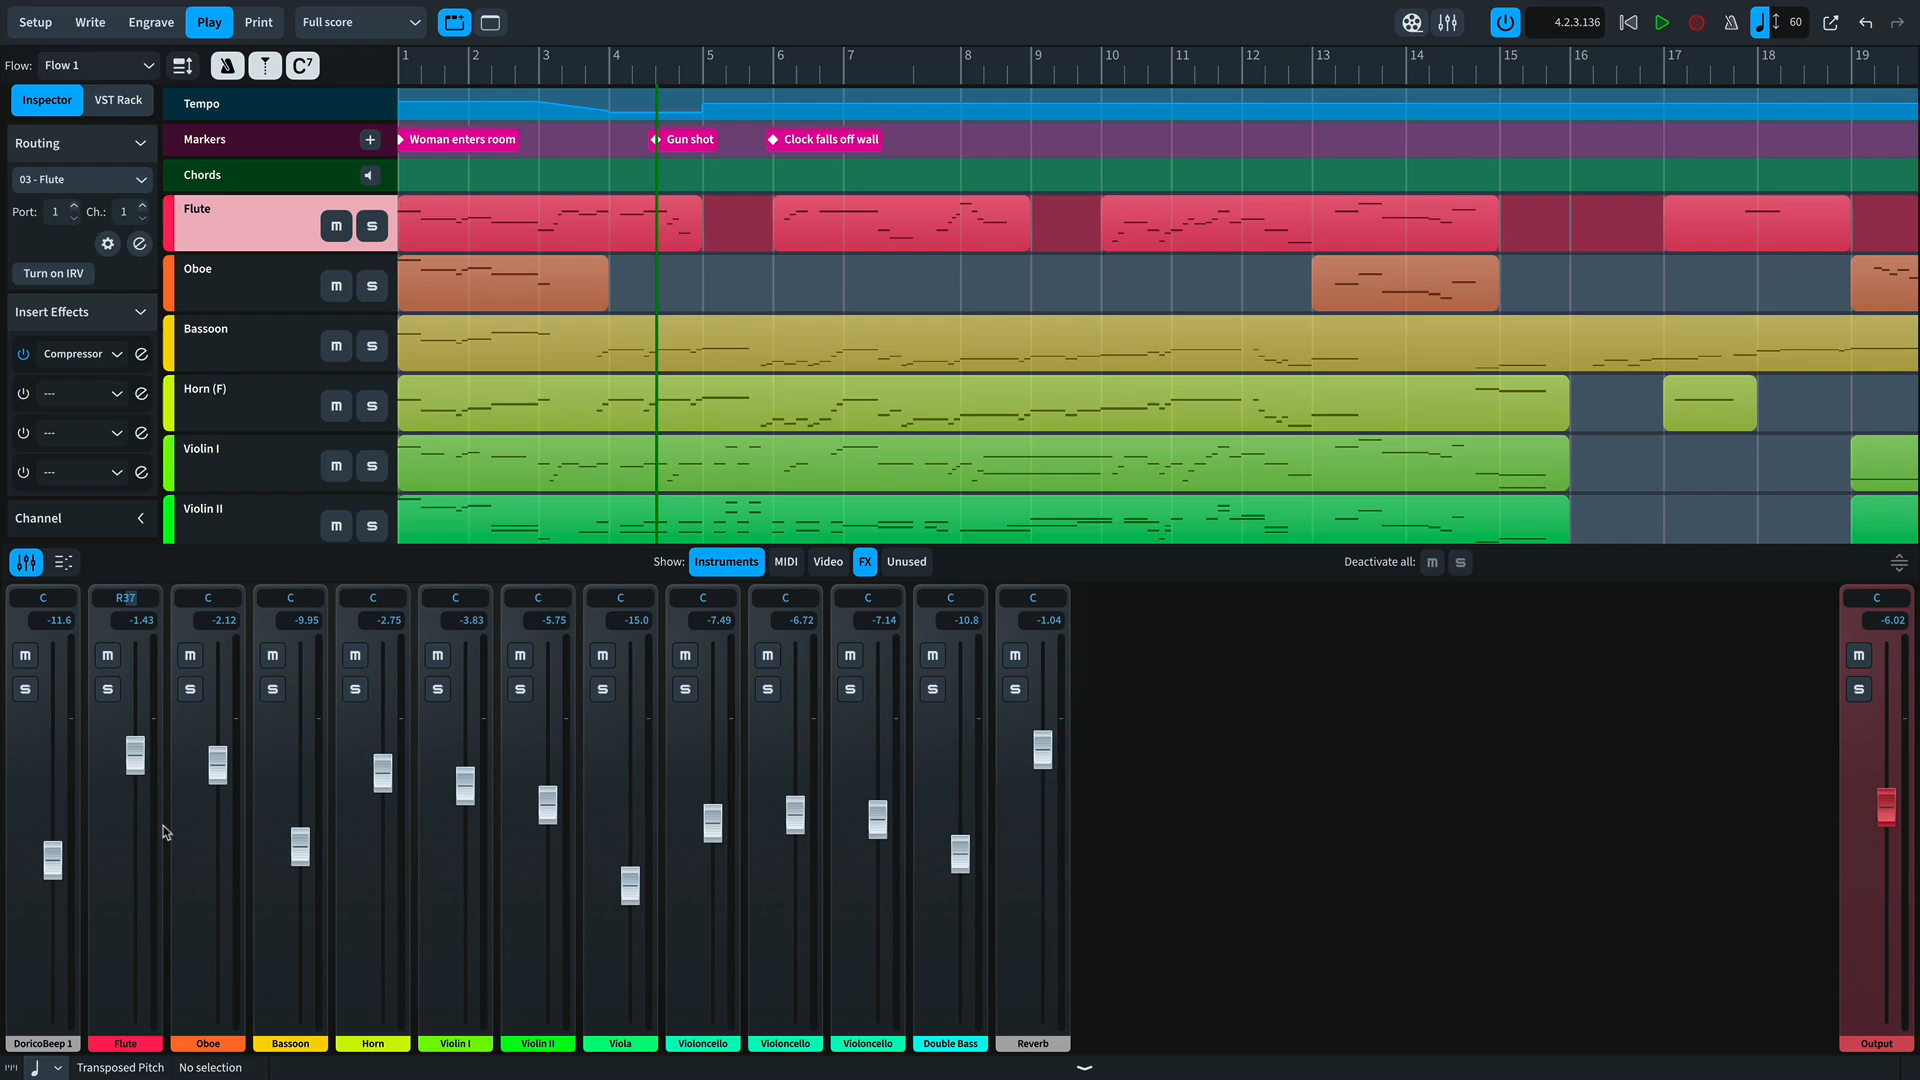 Setup Write Engrave Play Print Full score 4.2.3.136 60
Flow: Flow 1 C7 1 2 3 4 5 6 7 8 9 10 11 12 13 14 15 16 17 18 19
Inspector VST Rack Tempo
Routing Markers + Woman enters room Gun shot Clock falls off wall
03 - Flute Chords
Port: 1 Ch.: 1 Flute m s
Turn on IRV Oboe m s
Insert Effects Bassoon m s
Compressor
--- Horn (F) m s
--- Violin I m s
---
Channel Violin II m s
Show: Instruments MIDI Video FX Unused Deactivate all: m s
C R37 C C C C C C C C C C C C
-11.6 -1.43 -2.12 -9.95 -2.75 -3.83 -5.75 -15.0 -7.49 -6.72 -7.14 -10.8 -1.04 -6.02
m m m m m m m m m m m m m m
s s s s s s s s s s s s s s
DoricoBeep 1 Flute Oboe Bassoon Horn Violin I Violin II Viola Violoncello Violoncello Violoncello Double Bass Reverb Output
Transposed Pitch No selection